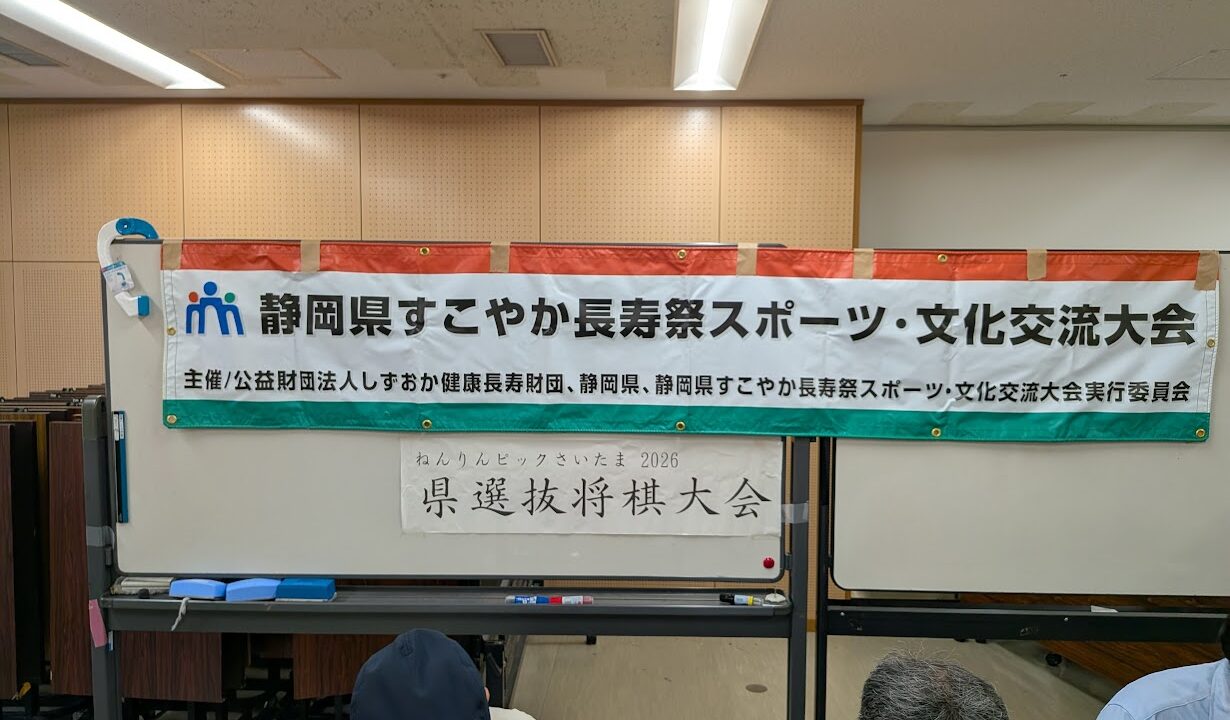 静岡県すこやか長寿祭スポーツ・文化交流大会
主催/公益財団法人しずおか健康長寿財団、静岡県、静岡県すこやか長寿祭スポーツ・文化交流大会実行委員会
ねんりんピックさいたま 2026
県選抜将棋大会